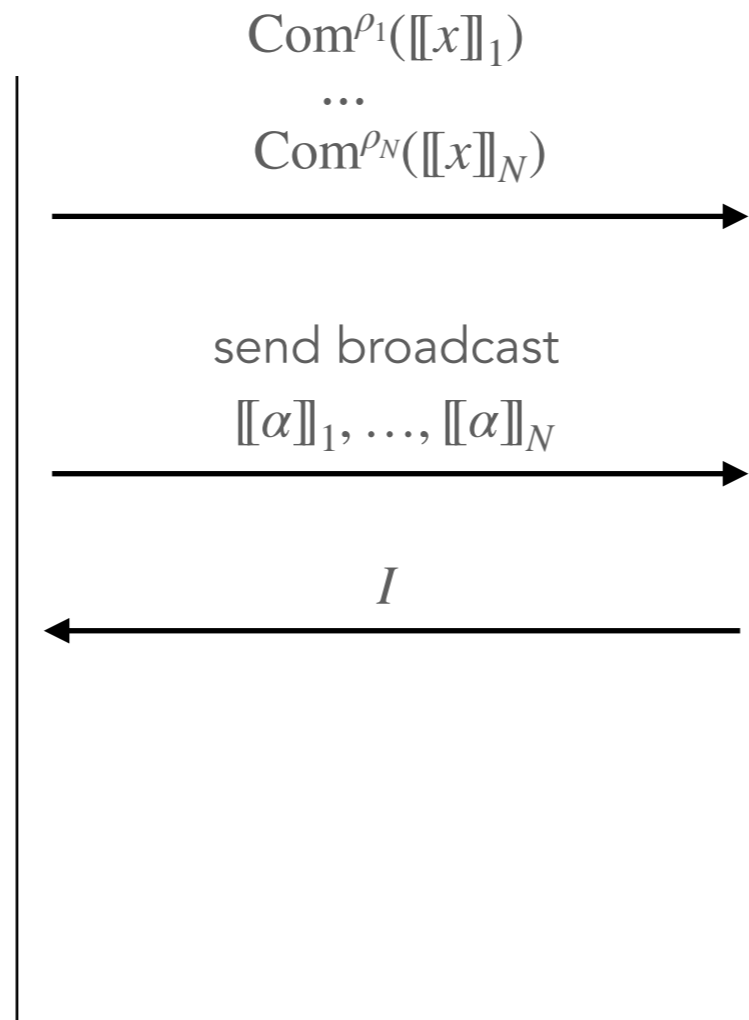 Com^{ρ_1}(⟦x⟧_1)
...
Com^{ρ_N}(⟦x⟧_N)
send broadcast
⟦α⟧_1, …, ⟦α⟧_N
I